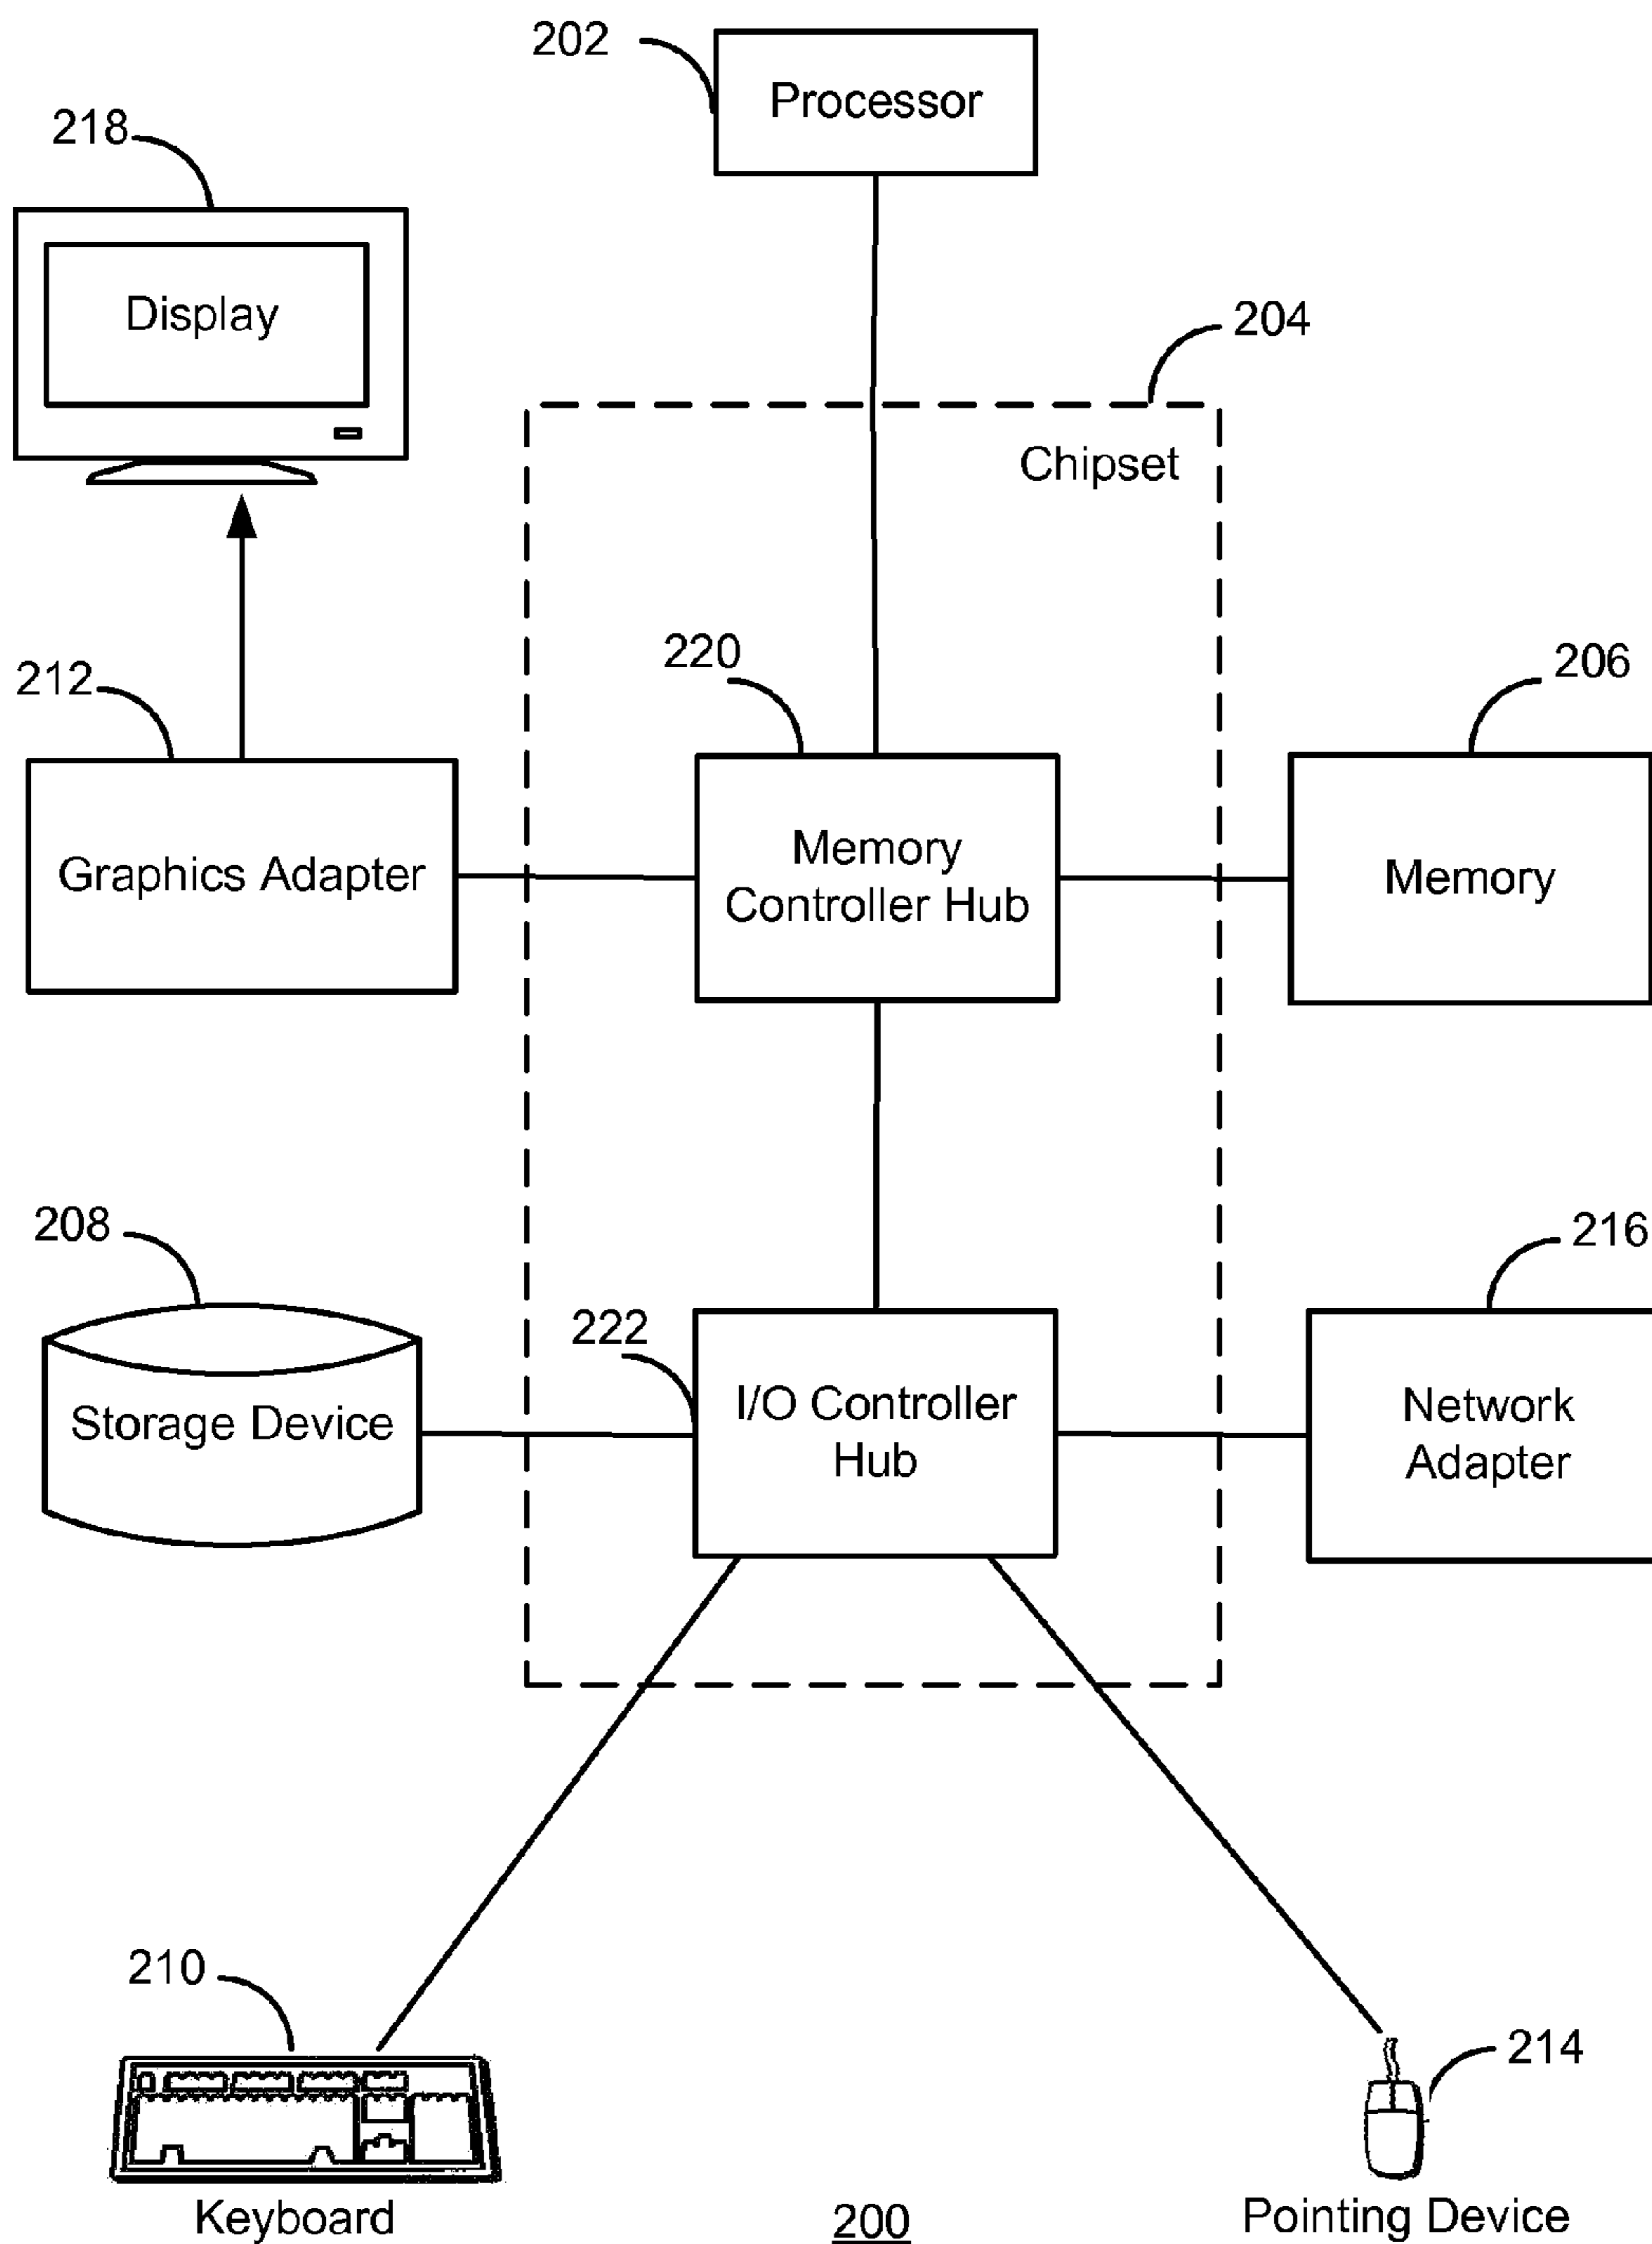 202
Processor
218
Display
204
Chipset
220
206
212
Graphics Adapter
Memory
Controller Hub
Memory
208
216
222
Storage Device
I/O Controller
Hub
Network
Adapter
210
214
Keyboard
200
Pointing Device